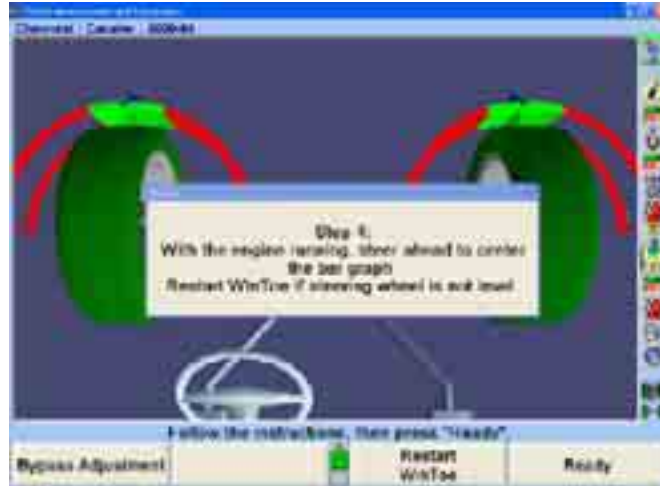 Chevrolet Cavalier
Step 4:
With the engine running, steer ahead to center
the bar graph
Restart WinToe if steering wheel is not level
Follow the instructions, then press "Ready"
Bypass Adjustment
Restart
WinToe
Ready